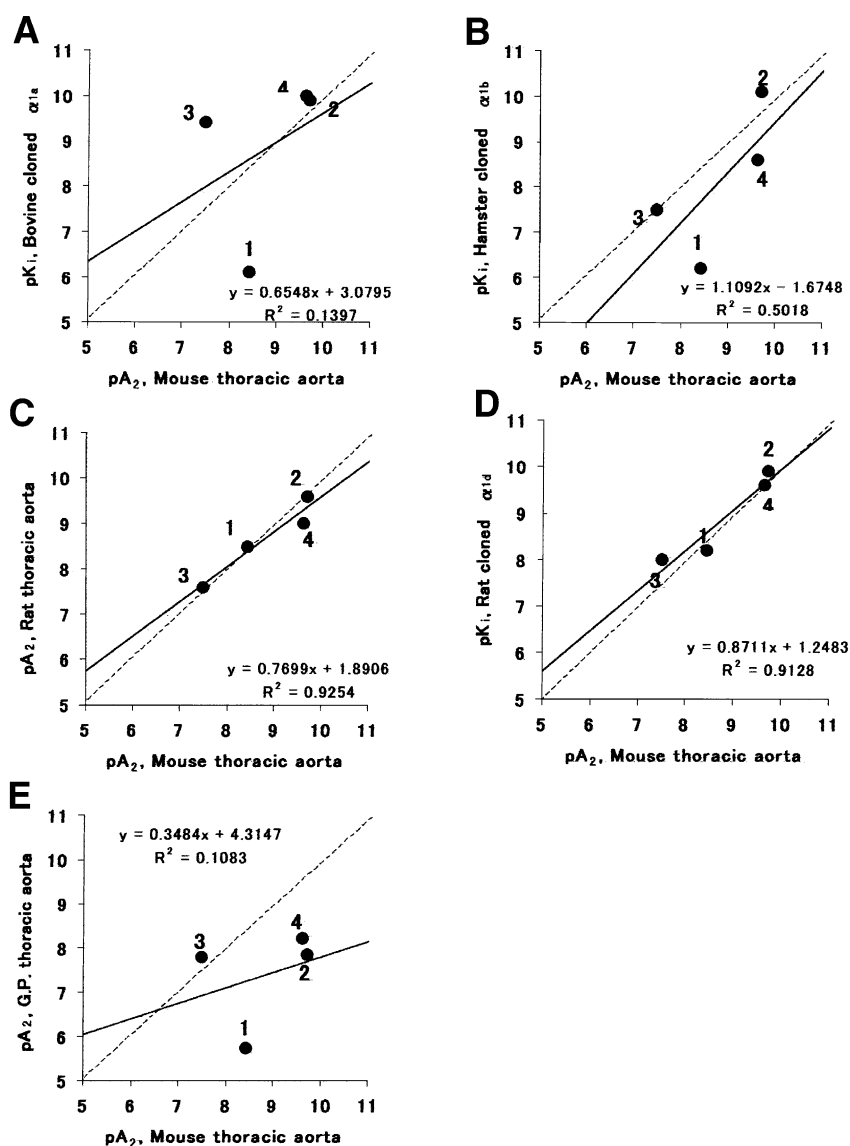 A
11
10
9
8
7
6
5
pKi, Bovine cloned α1a
4
2
3
1
y = 0.6548x + 3.0795
R2 = 0.1397
5 6 7 8 9 10 11
pA2, Mouse thoracic aorta
B
11
10
9
8
7
6
5
pKi, Hamster cloned α1b
2
4
3
1
y = 1.1092x − 1.6748
R2 = 0.5018
5 6 7 8 9 10 11
pA2, Mouse thoracic aorta
C
11
10
9
8
7
6
5
pA2, Rat thoracic aorta
2
1
4
3
y = 0.7699x + 1.8906
R2 = 0.9254
5 6 7 8 9 10 11
pA2, Mouse thoracic aorta
D
11
10
9
8
7
6
5
pKi, Rat cloned α1d
2
4
1
3
y = 0.8711x + 1.2483
R2 = 0.9128
5 6 7 8 9 10 11
pA2, Mouse thoracic aorta
E
11
10
9
8
7
6
5
pA2, G.P. thoracic aorta
y = 0.3484x + 4.3147
R2 = 0.1083
4
3
2
1
5 6 7 8 9 10 11
pA2, Mouse thoracic aorta